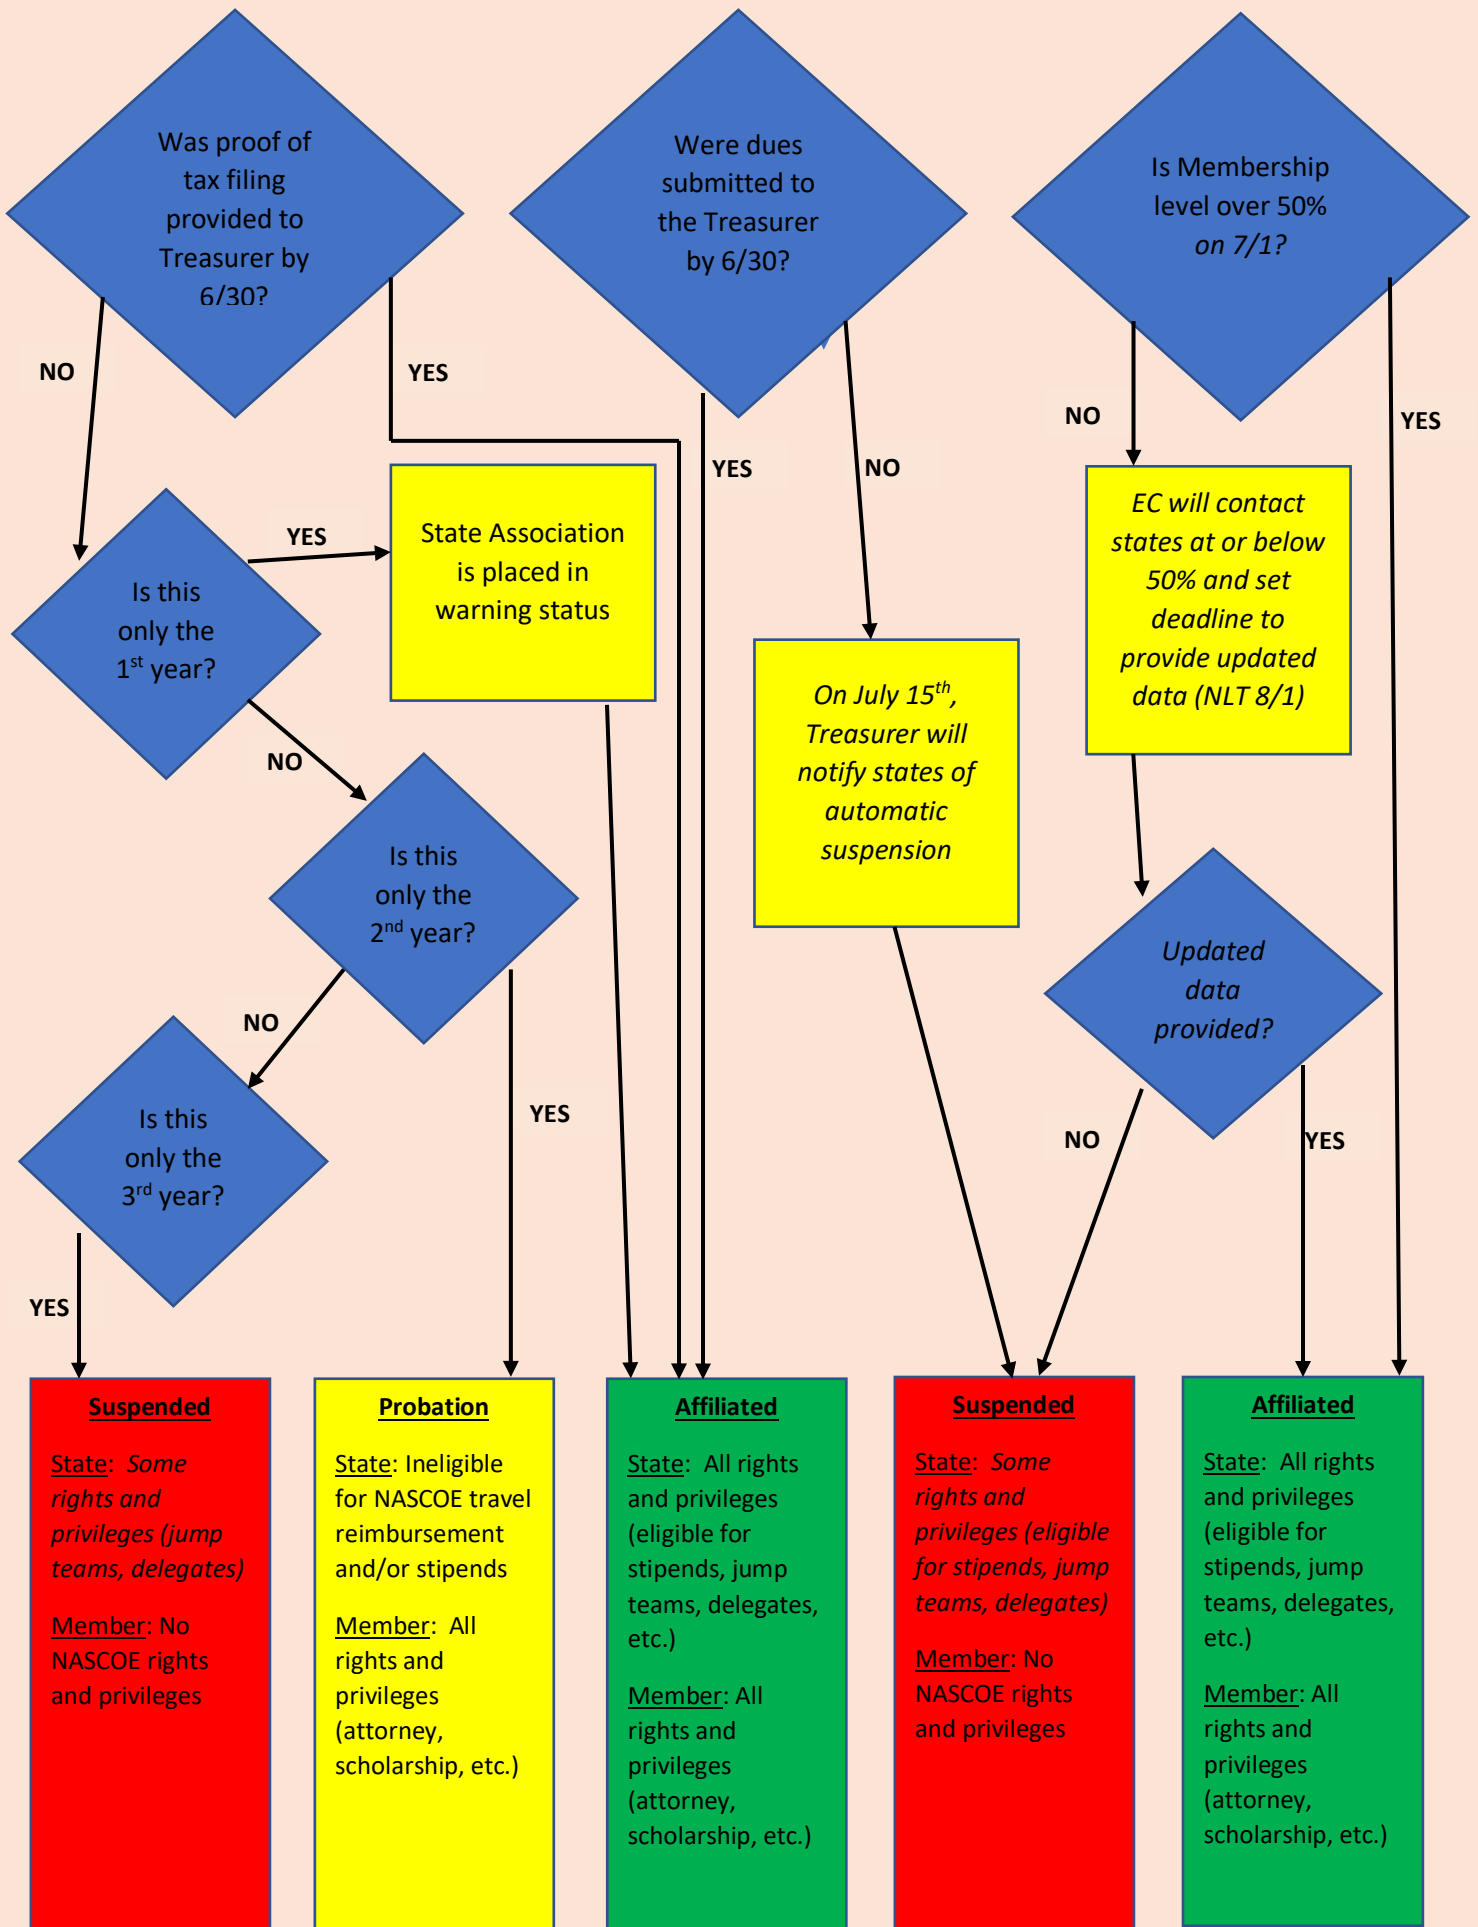 Was proof of
tax filing
provided to
Treasurer by
6/30?
Were dues
submitted to
the Treasurer
by 6/30?
Is Membership
level over 50%
on 7/1?
NO
YES
YES
NO
NO
YES
Is this
only the
1st year?
YES
State Association
is placed in
warning status
EC will contact
states at or below
50% and set
deadline to
provide updated
data (NLT 8/1)
On July 15th,
Treasurer will
notify states of
automatic
suspension
NO
Is this
only the
2nd year?
Updated
data
provided?
NO
YES
NO
YES
Is this
only the
3rd year?
YES
Suspended
State: Some
rights and
privileges (jump
teams, delegates)
Member: No
NASCOE rights
and privileges
Probation
State: Ineligible
for NASCOE travel
reimbursement
and/or stipends
Member: All
rights and
privileges
(attorney,
scholarship, etc.)
Affiliated
State: All rights
and privileges
(eligible for
stipends, jump
teams, delegates,
etc.)
Member: All
rights and
privileges
(attorney,
scholarship, etc.)
Suspended
State: Some
rights and
privileges (eligible
for stipends, jump
teams, delegates)
Member: No
NASCOE rights
and privileges
Affiliated
State: All rights
and privileges
(eligible for
stipends, jump
teams, delegates,
etc.)
Member: All
rights and
privileges
(attorney,
scholarship, etc.)